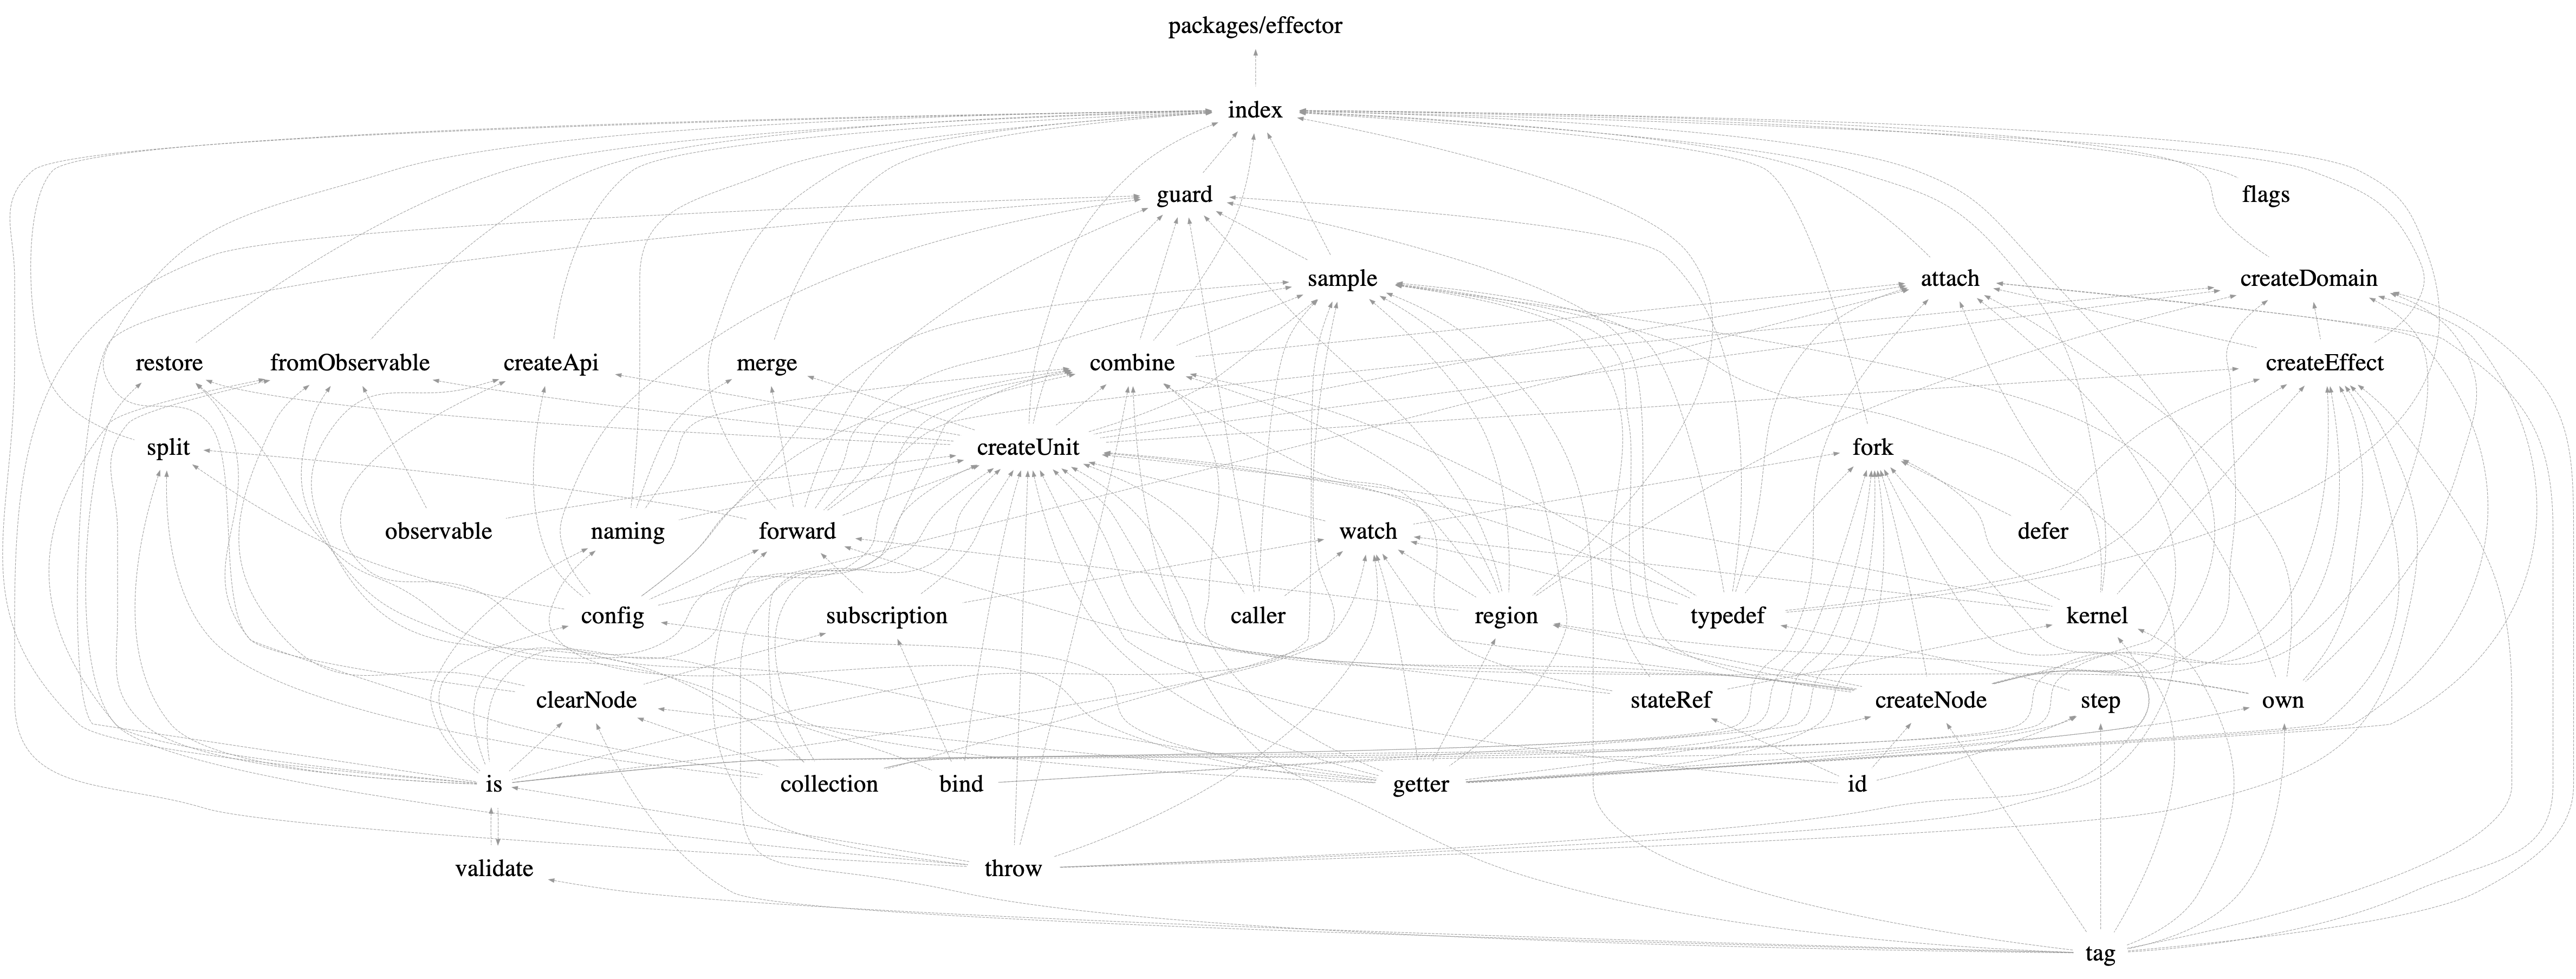 packages/effector
index
guard
flags
sample
attach
createDomain
restore
fromObservable
createApi
merge
combine
createEffect
split
createUnit
fork
observable
naming
forward
watch
defer
config
subscription
caller
region
typedef
kernel
clearNode
stateRef
createNode
step
own
is
collection
bind
getter
id
validate
throw
tag